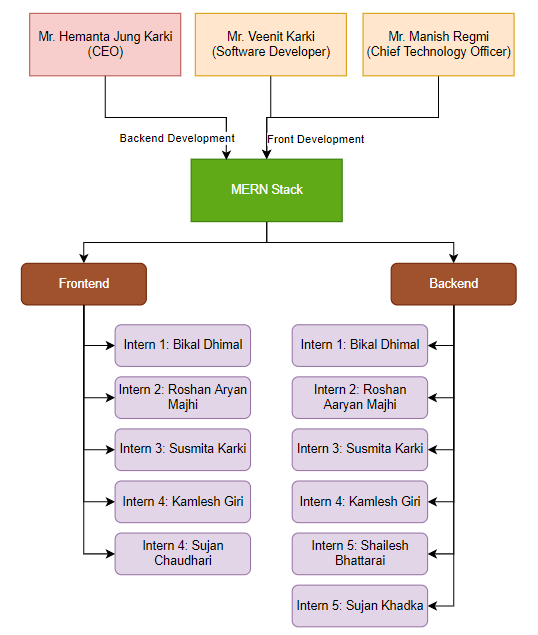 Mr. Hemanta Jung Karki
(CEO)
Mr. Veenit Karki
(Software Developer)
Mr. Manish Regmi
(Chief Technology Officer)
Backend Development
Front Development
MERN Stack
Frontend
Backend
Intern 1: Bikal Dhimal
Intern 2: Roshan Aryan
Majhi
Intern 3: Susmita Karki
Intern 4: Kamlesh Giri
Intern 4: Sujan
Chaudhari
Intern 1: Bikal Dhimal
Intern 2: Roshan
Aaryan Majhi
Intern 3: Susmita Karki
Intern 4: Kamlesh Giri
Intern 5: Shailesh
Bhattarai
Intern 5: Sujan Khadka